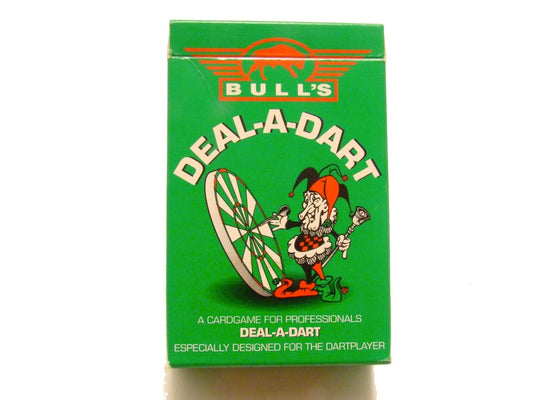 BULL'S
DEAL-A-DART
A CARDGAME FOR PROFESSIONALS
DEAL-A-DART
ESPECIALLY DESIGNED FOR THE DARTPLAYER